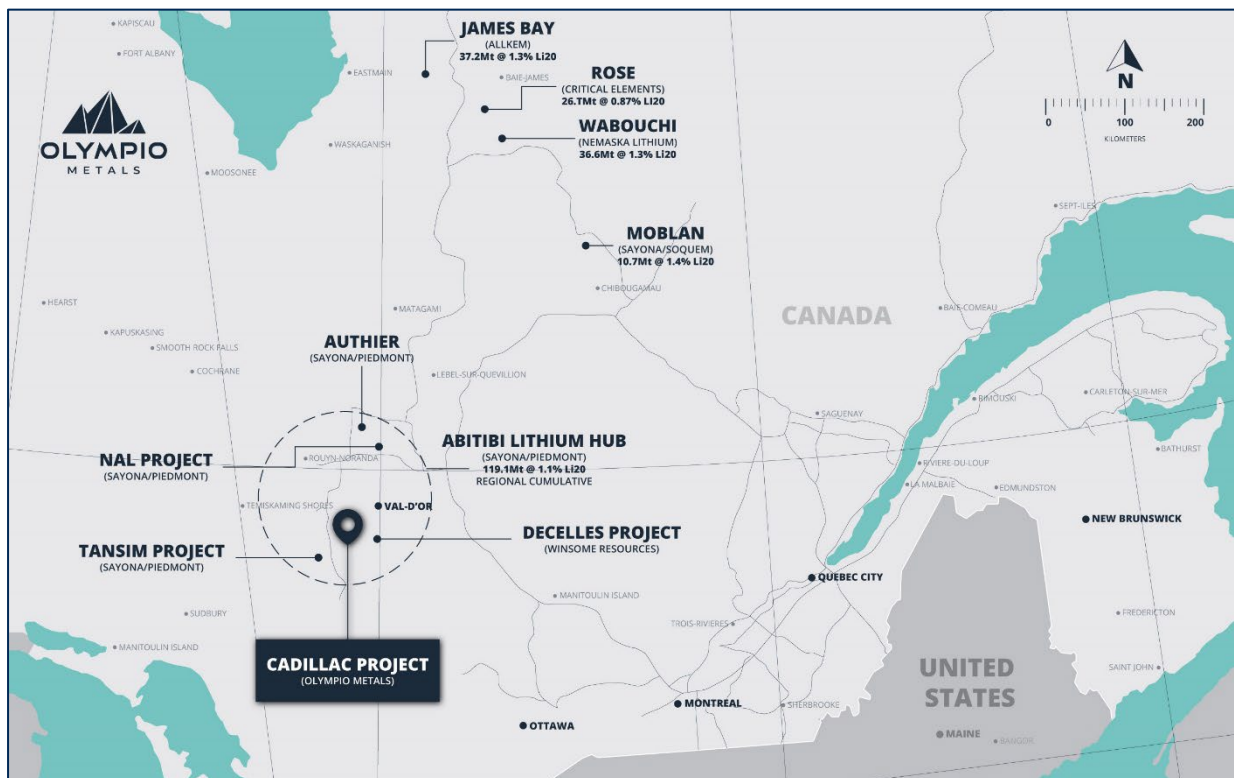 KAPISCAU
FORT ALBANY
EASTMAIN
JAMES BAY
(ALLKEM)
37.2Mt @ 1.3% Li20
BAIE-JAMES
ROSE
(CRITICAL ELEMENTS)
26.TMt @ 0.87% LI20
N
0 100 200
KILOMETERS
OLYMPIO
METALS
WASKAGANISH
MOOSONEE
WABOUCHI
(NEMASKA LITHIUM)
36.6Mt @ 1.3% Li20
SEPT-ILES
MOBLAN
(SAYONA/SOQUEM)
10.7Mt @ 1.4% Li20
CHIBOUGAMAU
HEARST
MATAGAMI
CANADA
BAIE-COMEAU
KAPUSKASING
SMOOTH ROCK FALLS
COCHRANE
AUTHIER
(SAYONA/PIEDMONT)
LEBEL-SUR-QUEVILLION
SAGUENAY
RIMOUSKI
CARLETON-SUR-MER
NAL PROJECT
(SAYONA/PIEDMONT)
ROUYN-NORANDA
ABITIBI LITHIUM HUB
(SAYONA/PIEDMONT)
119.1Mt @ 1.1% Li20
REGIONAL CUMULATIVE
RIVIERE-DU-LOUP
LA MALBAIE
EDMUNDSTON
BATHURST
TEMISKAMING SHORES
VAL-D'OR
NEW BRUNSWICK
TANSIM PROJECT
(SAYONA/PIEDMONT)
DECELLES PROJECT
(WINSOME RESOURCES)
QUEBEC CITY
SUDBURY
MANITOULIN ISLAND
MANITOULIN ISLAND
TROIS-RIVIERES
FREDERICTON
CADILLAC PROJECT
(OLYMPIO METALS)
UNITED
STATES
SAINT JOHN
MONTREAL
SHERBROOKE
OTTAWA
MAINE
BANGOR